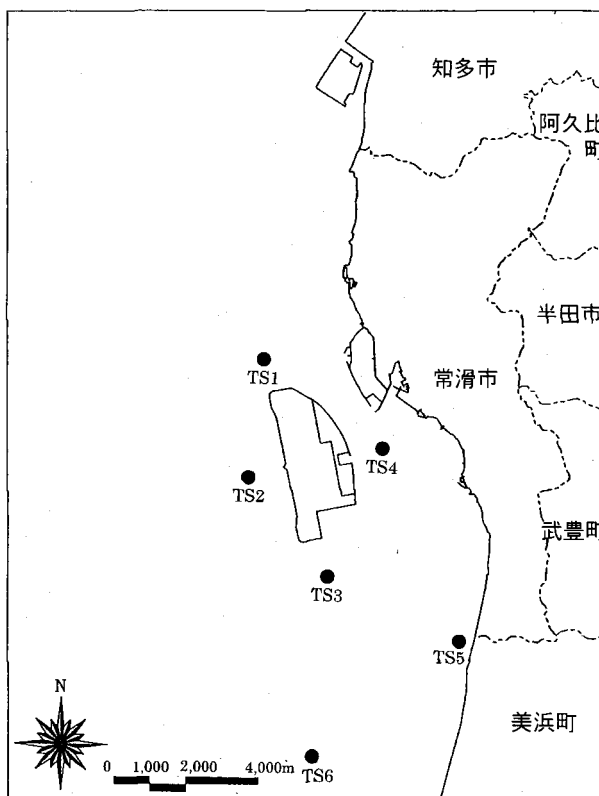 知多市
阿久比
町
半田市
常滑市
TS1
TS4
TS2
武豊町
TS3
TS5
美浜町
N
0 1,000 2,000 4,000m
TS6